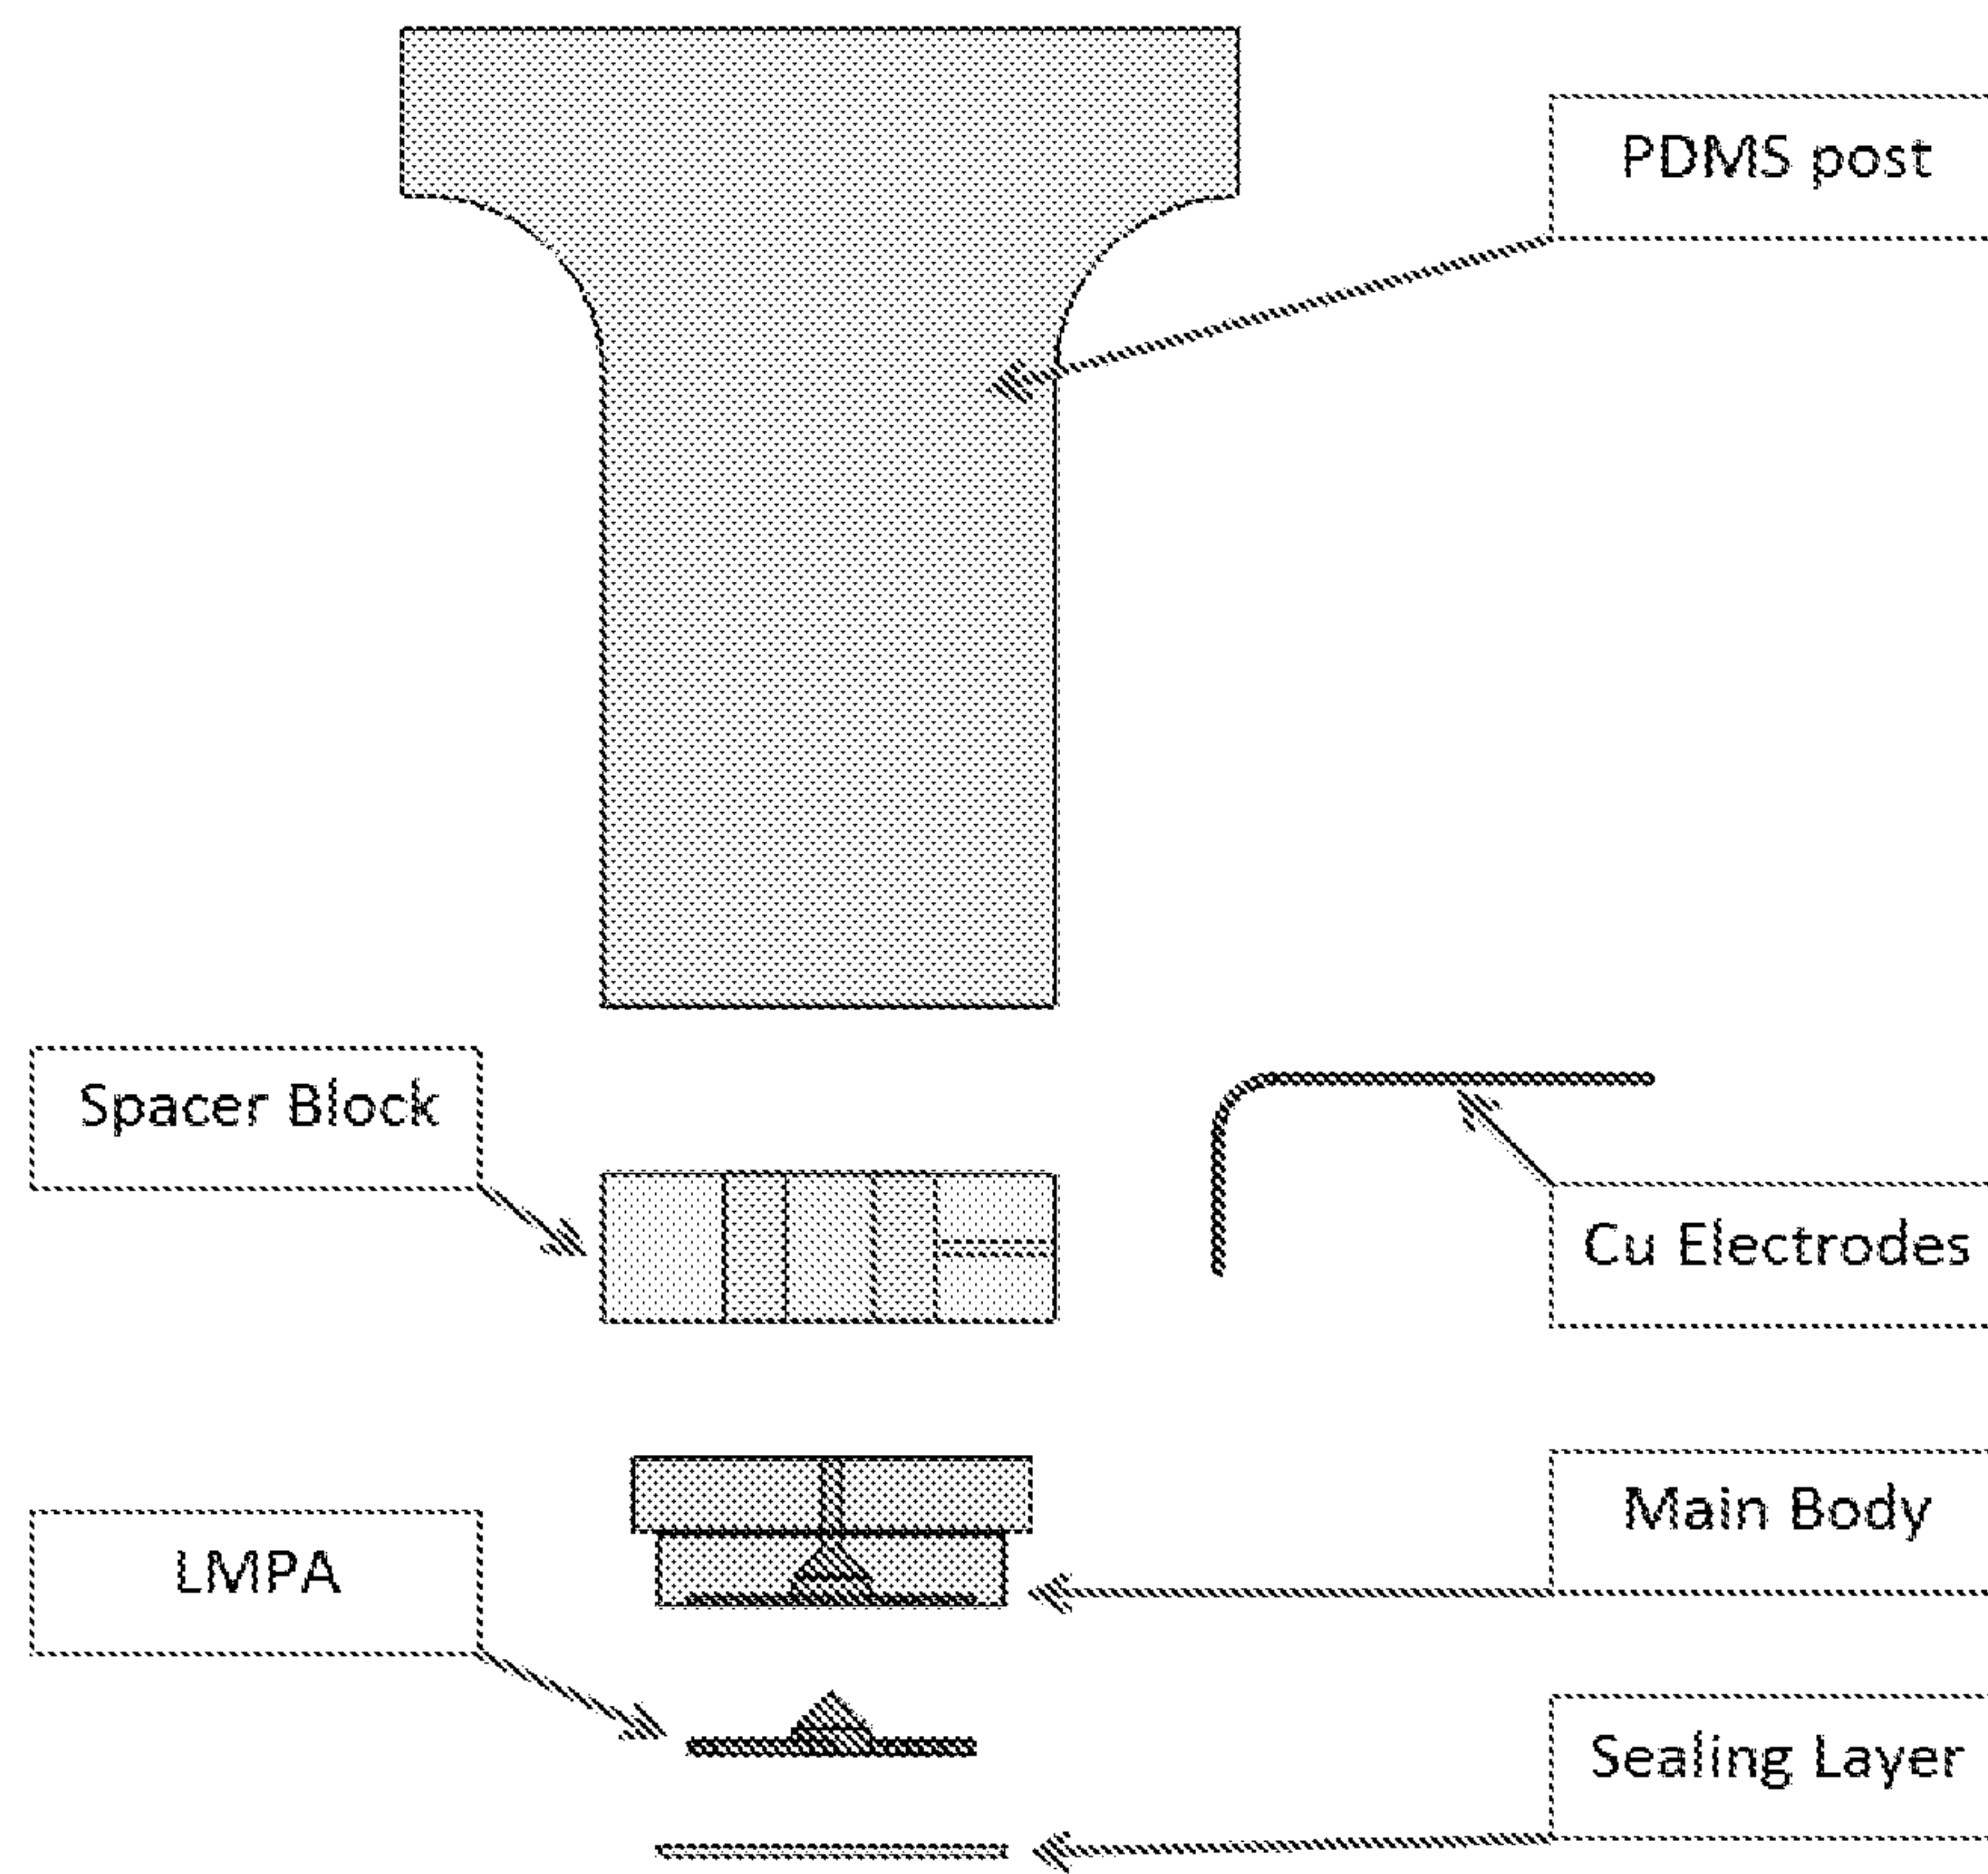 PDMS post
Spacer Block
Cu Electrodes
Main Body
LMPA
Sealing Layer